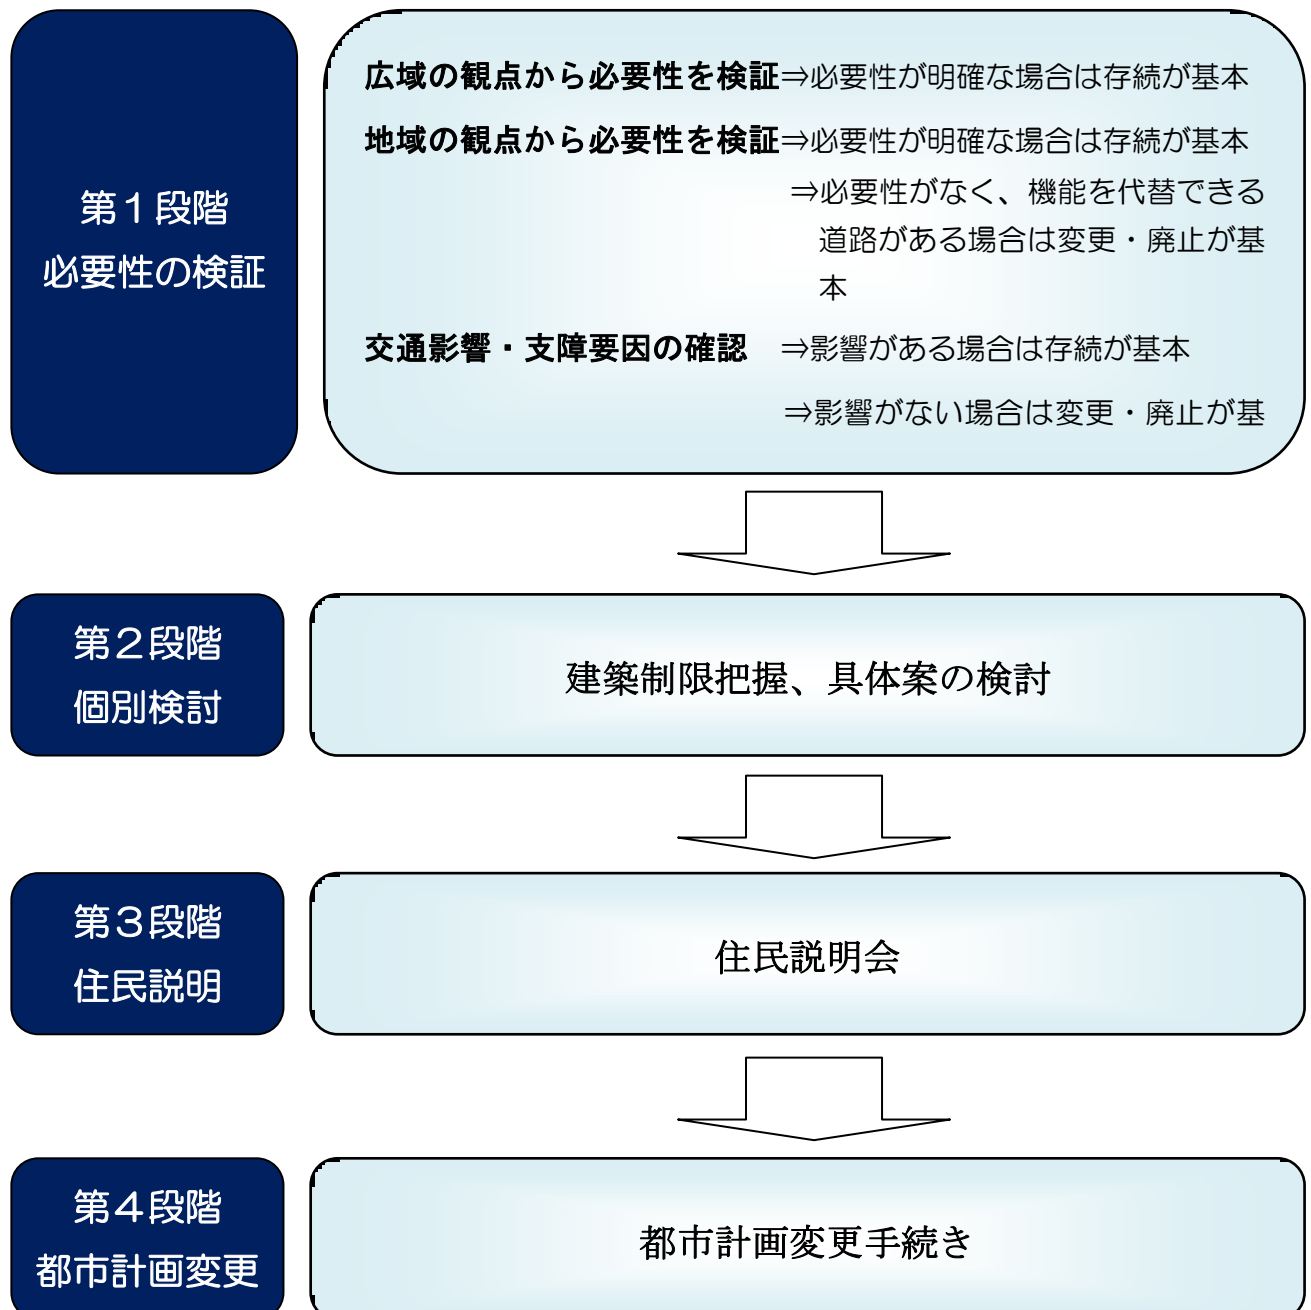 第１段階
必要性の検証
広域の観点から必要性を検証⇒必要性が明確な場合は存続が基本
地域の観点から必要性を検証⇒必要性が明確な場合は存続が基本
⇒必要性がなく、機能を代替できる
道路がある場合は変更・廃止が基
本
交通影響・支障要因の確認　⇒影響がある場合は存続が基本
⇒影響がない場合は変更・廃止が基
第２段階
個別検討
建築制限把握、具体案の検討
第３段階
住民説明
住民説明会
第４段階
都市計画変更
都市計画変更手続き